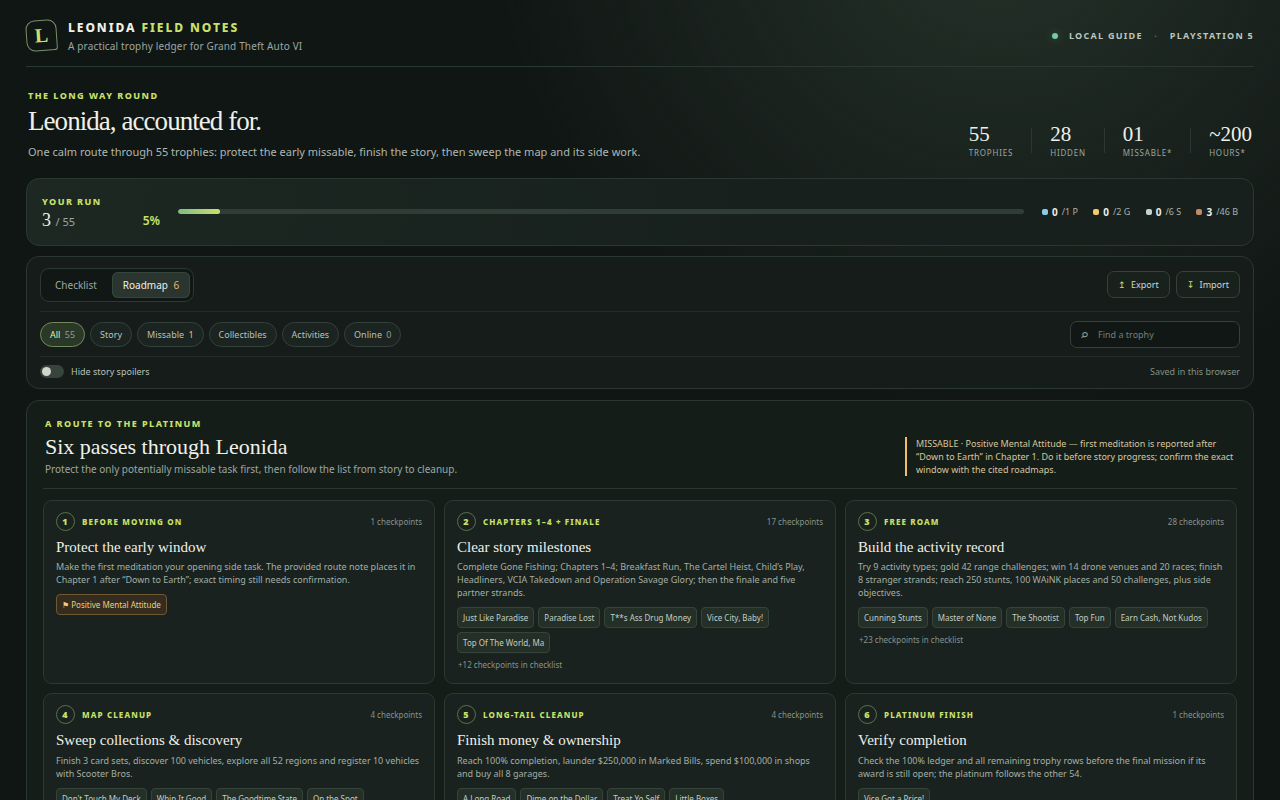 L
LEONIDA FIELD NOTES
A practical trophy ledger for Grand Theft Auto VI
LOCAL GUIDE · PLAYSTATION 5
THE LONG WAY ROUND
Leonida, accounted for.
One calm route through 55 trophies: protect the early missable, finish the story, then sweep the map and its side work.
55 TROPHIES
28 HIDDEN
01 MISSABLE*
~200 HOURS*
YOUR RUN
3 / 55
5%
0 /1 P
0 /2 G
0 /6 S
3 /46 B
Checklist
Roadmap 6
↥ Export
↧ Import
All 55
Story
Missable 1
Collectibles
Activities
Online 0
Find a trophy
Hide story spoilers
Saved in this browser
A ROUTE TO THE PLATINUM
Six passes through Leonida
Protect the only potentially missable task first, then follow the list from story to cleanup.
MISSABLE · Positive Mental Attitude — first meditation is reported after
“Down to Earth” in Chapter 1. Do it before story progress; confirm the exact
window with the cited roadmaps.
1 BEFORE MOVING ON
1 checkpoints
Protect the early window
Make the first meditation your opening side task. The provided route note places it in
Chapter 1 after “Down to Earth”; exact timing still needs confirmation.
⚑ Positive Mental Attitude
2 CHAPTERS 1–4 + FINALE
17 checkpoints
Clear story milestones
Complete Gone Fishing; Chapters 1–4; Breakfast Run, The Cartel Heist, Child’s Play,
Headliners, VCIA Takedown and Operation Savage Glory; then the finale and five
partner strands.
Just Like Paradise
Paradise Lost
T**s Ass Drug Money
Vice City, Baby!
Top Of The World, Ma
+12 checkpoints in checklist
3 FREE ROAM
28 checkpoints
Build the activity record
Try 9 activity types; gold 42 range challenges; win 14 drone venues and 20 races; finish
8 stranger strands; reach 250 stunts, 100 WAiNK places and 50 challenges, plus side
objectives.
Cunning Stunts
Master of None
The Shootist
Top Fun
Earn Cash, Not Kudos
+23 checkpoints in checklist
4 MAP CLEANUP
4 checkpoints
Sweep collections & discovery
Finish 3 card sets, discover 100 vehicles, explore all 52 regions and register 10 vehicles
with Scooter Bros.
Don't Touch My Deck
Whip It Good
The Goodtime State
On the Spot
5 LONG-TAIL CLEANUP
4 checkpoints
Finish money & ownership
Reach 100% completion, launder $250,000 in Marked Bills, spend $100,000 in shops
and buy all 8 garages.
A Long Road
Dime on the Dollar
Treat Yo Self
Little Boxes
6 PLATINUM FINISH
1 checkpoints
Verify completion
Check the 100% ledger and all remaining trophy rows before the final mission if its
award is still open; the platinum follows the other 54.
Vice Got a Price!